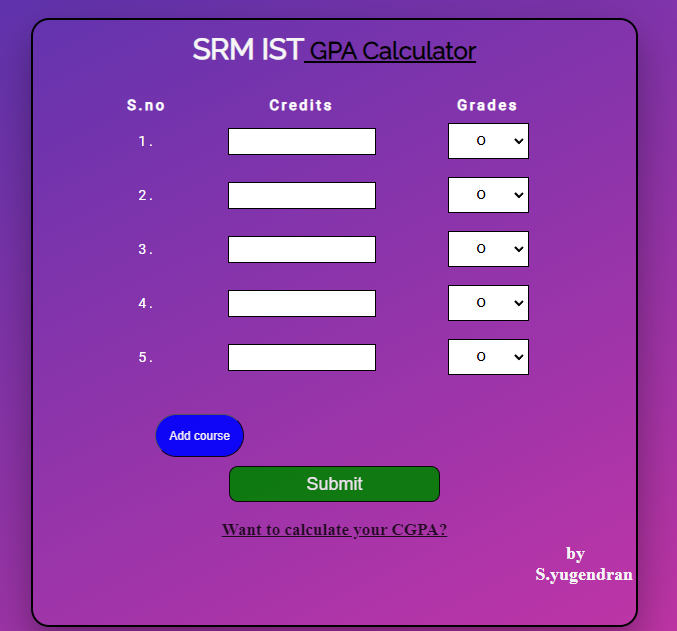 SRM IST GPA Calculator
S.no Credits Grades
1. O
2. O
3. O
4. O
5. O
Add course
Submit
Want to calculate your CGPA?
by
S.yugendran